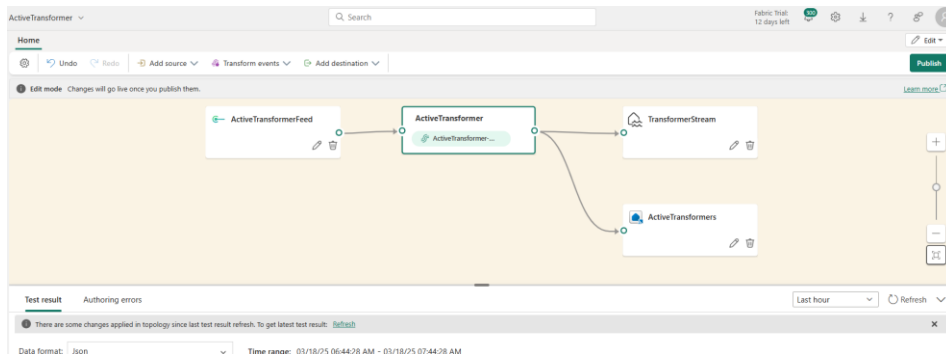 ActiveTransformer
Search
Fabric Trial:
12 days left
300
?
Home
Edit
Undo
Redo
Add source
Transform events
Add destination
Publish
Edit mode Changes will go live once you publish them.
Learn more
ActiveTransformerFeed
ActiveTransformer
ActiveTransformer-...
TransformerStream
ActiveTransformers
Test result
Authoring errors
Last hour
Refresh
There are some changes applied in topology since last test result refresh. To get latest test result: Refresh
Data format: Json
Time range: 03/18/25 06:44:28 AM - 03/18/25 07:44:28 AM